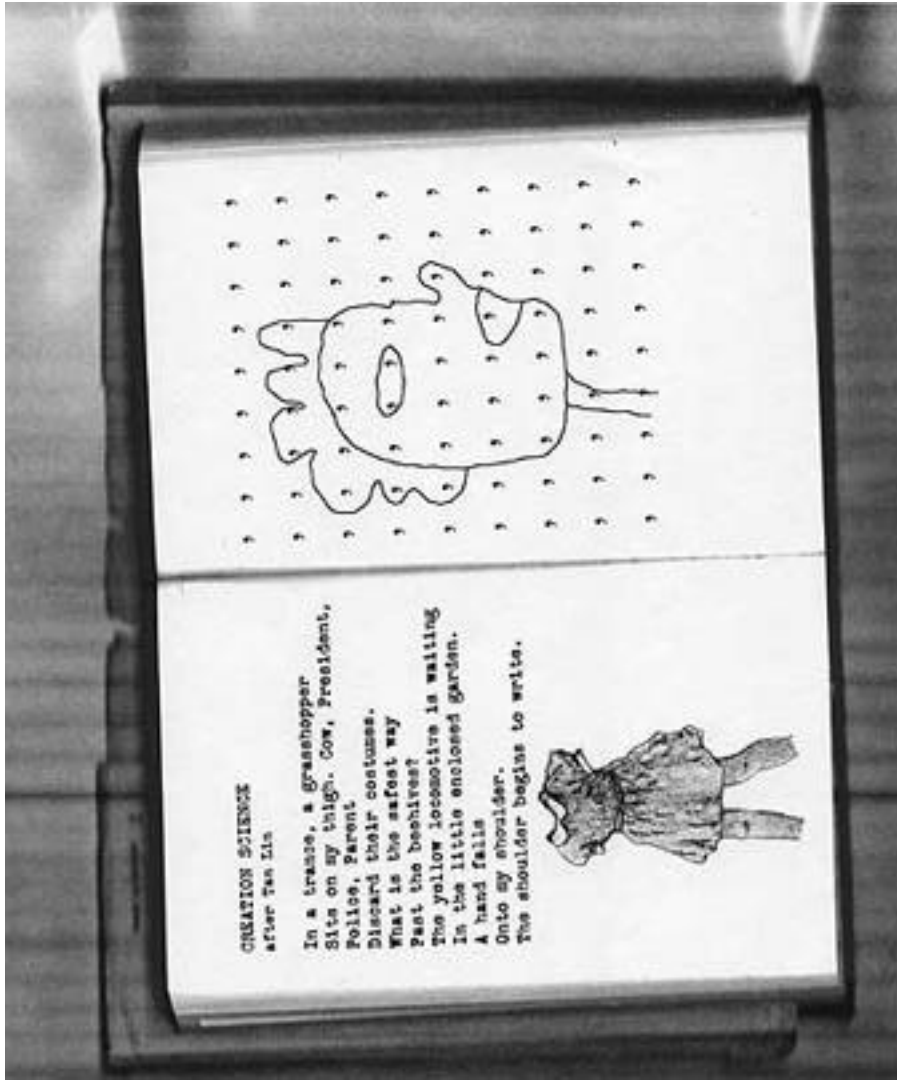 CREATION SCIENCE
after Tan Lin
In a trance, a grasshopper
Sits on my thigh. Cow, President,
Police, Parent
Discard their costumes.
What is the safest way
Past the beehives?
The yellow locomotive is waiting
In the little enclosed garden.
A hand falls
Onto my shoulder.
The shoulder begins to write.